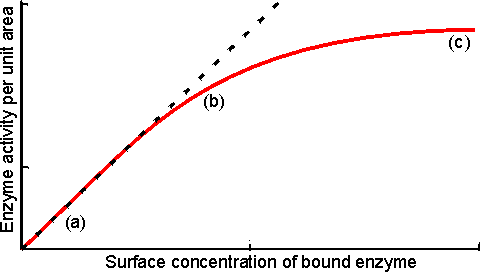 Enzyme activity per unit area
(a)
(b)
(c)
Surface concentration of bound enzyme